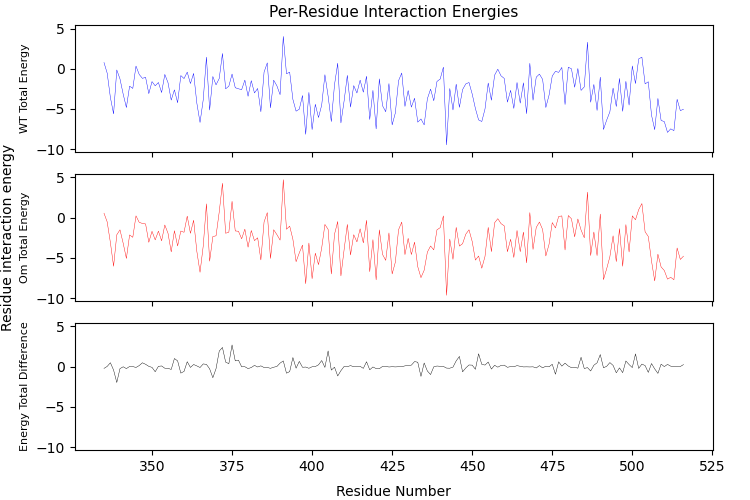 Per-Residue Interaction Energies
5
0
−5
−10
WT Total Energy
5
0
−5
−10
Om Total Energy
Residue interaction energy
5
0
−5
−10
Energy Total Difference
350 375 400 425 450 475 500 525
Residue Number